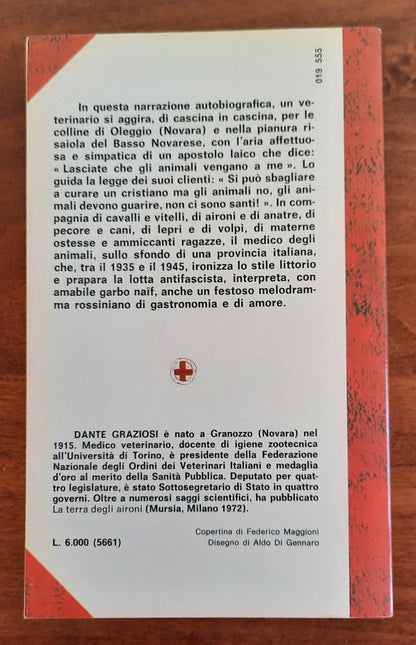 019 555
In questa narrazione autobiografica, un ve-
terinario si aggira, di cascina in cascina, per le
colline di Oleggio (Novara) e nella pianura ri-
saiola del Basso Novarese, con l'aria affettuo-
sa e simpatica di un apostolo laico che dice:
« Lasciate che gli animali vengano a me ». Lo
guida la legge dei suoi clienti: « Si può sbagliare
a curare un cristiano ma gli animali no, gli ani-
mali devono guarire, non ci sono santi! ». In com-
pagnia di cavalli e vitelli, di aironi e di anatre, di
pecore e cani, di lepri e di volpi, di materne
ostesse e ammiccanti ragazze, il medico degli
animali, sullo sfondo di una provincia italiana,
che, tra il 1935 e il 1945, ironizza lo stile littorio
e prapara la lotta antifascista, interpreta, con
amabile garbo naïf, anche un festoso melodram-
ma rossiniano di gastronomia e di amore.
DANTE GRAZIOSI è nato a Granozzo (Novara) nel
1915. Medico veterinario, docente di igiene zootecnica
all'Università di Torino, è presidente della Federazione
Nazionale degli Ordini dei Veterinari Italiani e medaglia
d'oro al merito della Sanità Pubblica. Deputato per quat-
tro legislature, è stato Sottosegretario di Stato in quattro
governi. Oltre a numerosi saggi scientifici, ha pubblicato
La terra degli aironi (Mursia, Milano 1972).
Copertina di Federico Maggioni
L. 6.000 (5661) Disegno di Aldo Di Gennaro